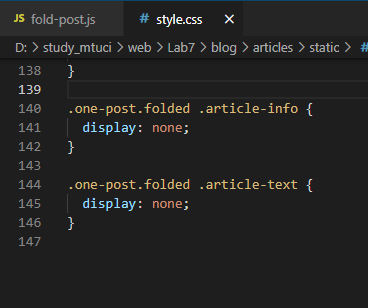 JS fold-post.js # style.css ×
D: > study_mtuci > web > Lab7 > blog > articles > static >
138 }
139
140 .one-post.folded .article-info {
141 display: none;
142 }
143
144 .one-post.folded .article-text {
145 display: none;
146 }
147